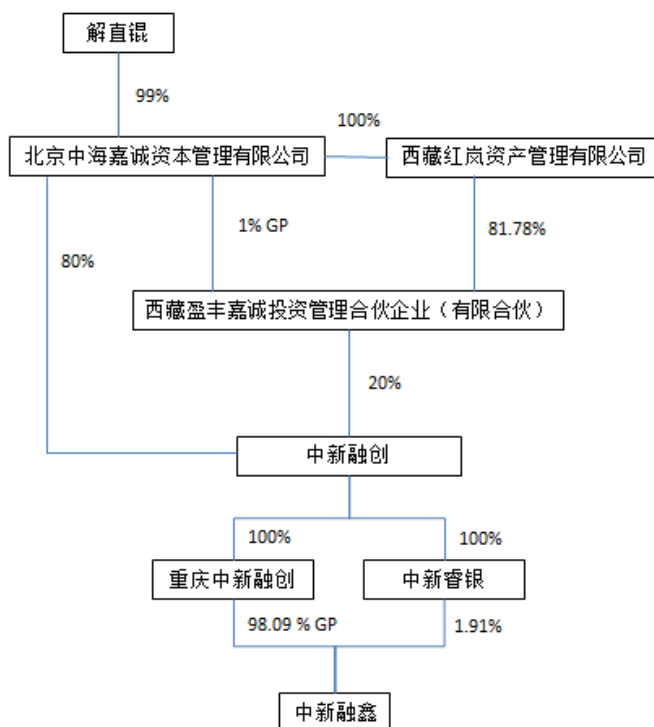 解直锟
99%
100%
北京中海嘉诚资本管理有限公司
西藏红岚资产管理有限公司
1% GP
81.78%
80%
西藏盈丰嘉诚投资管理合伙企业（有限合伙）
20%
中新融创
100%
100%
重庆中新融创
中新睿银
98.09 % GP
1.91%
中新融鑫